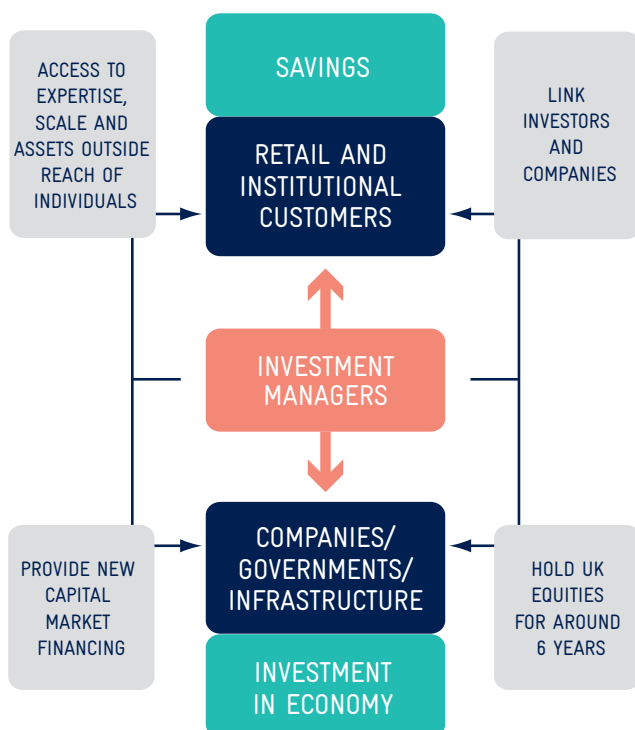 ACCESS TO
EXPERTISE,
SCALE AND
ASSETS OUTSIDE
REACH OF
INDIVIDUALS
SAVINGS
RETAIL AND
INSTITUTIONAL
CUSTOMERS
LINK
INVESTORS
AND
COMPANIES
INVESTMENT
MANAGERS
PROVIDE NEW
CAPITAL
MARKET
FINANCING
COMPANIES/
GOVERNMENTS/
INFRASTRUCTURE
INVESTMENT
IN ECONOMY
HOLD UK
EQUITIES
FOR AROUND
6 YEARS